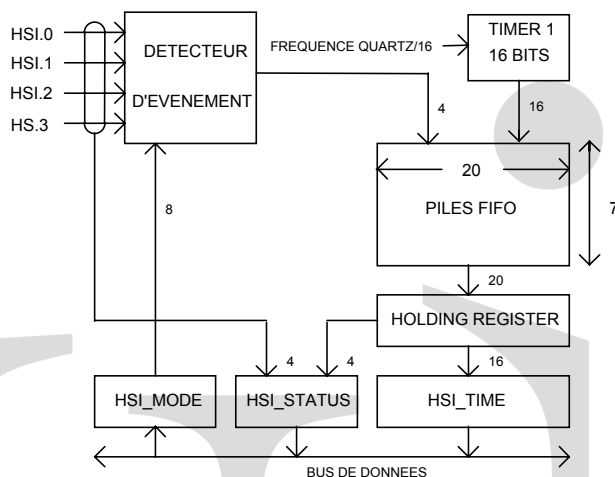 HSI.0
HSI.1
HSI.2
HS.3
DETECTEUR
D'EVENEMENT
FREQUENCE QUARTZ/16
TIMER 1
16 BITS
4
16
20
PILES FIFO
7
8
20
HOLDING REGISTER
4
4
16
HSI_MODE
HSI_STATUS
HSI_TIME
BUS DE DONNEES